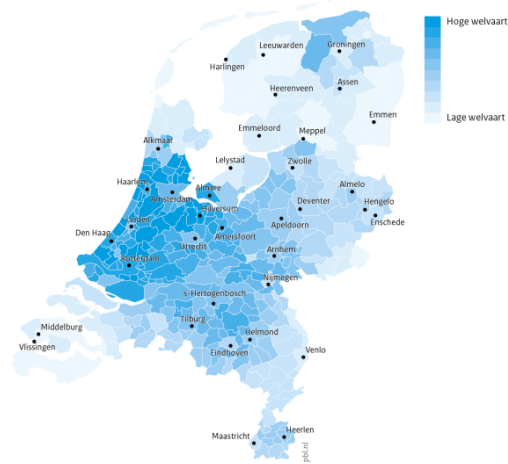 Hoge welvaart
Lage welvaart
Leeuwarden
Groningen
Harlingen
Assen
Heerenveen
Emmen
Emmeloord
Meppel
Alkmaar
Lelystad
Zwolle
Haarlem
Almere
Almelo
Amsterdam
Hilversum
Deventer
Hengelo
Enschede
Leiden
Apeldoorn
Den Haag
Amersfoort
Utrecht
Arnhem
Rotterdam
Nijmegen
's-Hertogenbosch
Tilburg
Middelburg
Helmond
Vlissingen
Eindhoven
Venlo
Heerlen
Maastricht
pbl.nl